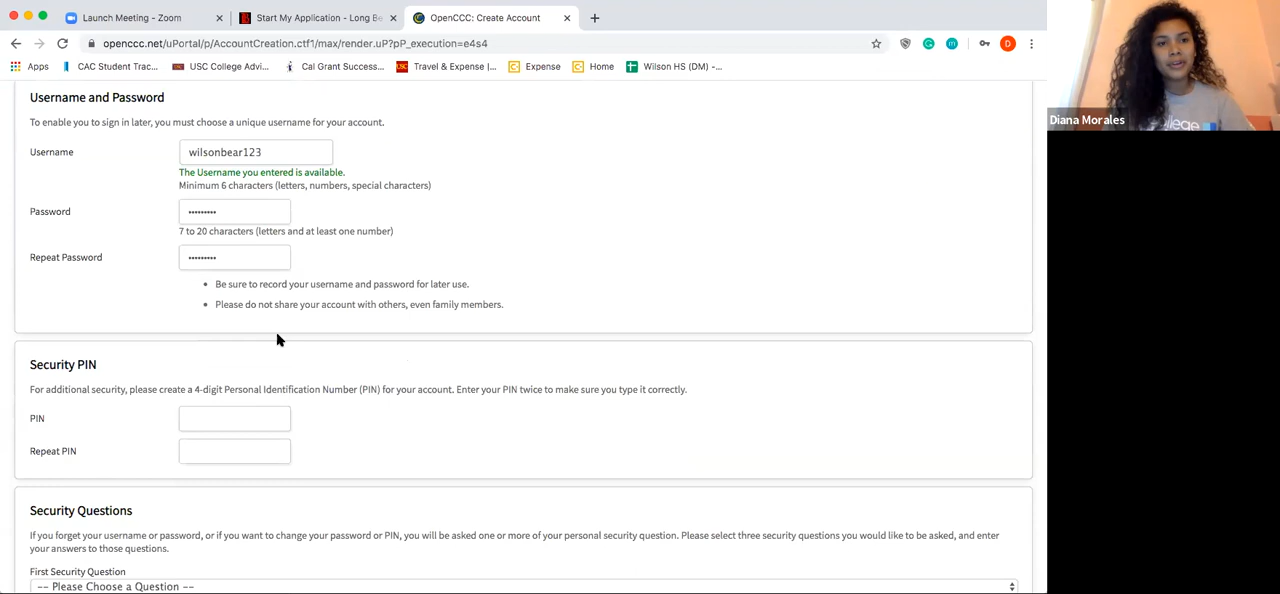 Launch Meeting - Zoom
Start My Application - Long Be
OpenCCC: Create Account
openccc.net/uPortal/p/AccountCreation.ctf1/max/render.uP?pP_execution=e4s4
D
Apps
CAC Student Trac...
USC College Advi...
Cal Grant Success...
Travel & Expense |...
Expense
Home
Wilson HS (DM) -...
Diana Morales
Username and Password
To enable you to sign in later, you must choose a unique username for your account.
Username
wilsonbear123
The Username you entered is available.
Minimum 6 characters (letters, numbers, special characters)
Password
•••••••••
7 to 20 characters (letters and at least one number)
Repeat Password
•••••••••
• Be sure to record your username and password for later use.
• Please do not share your account with others, even family members.
Security PIN
For additional security, please create a 4-digit Personal Identification Number (PIN) for your account. Enter your PIN twice to make sure you type it correctly.
PIN
Repeat PIN
Security Questions
If you forget your username or password, or if you want to change your password or PIN, you will be asked one or more of your personal security question. Please select three security questions you would like to be asked, and enter
your answers to those questions.
First Security Question
-- Please Choose a Question --